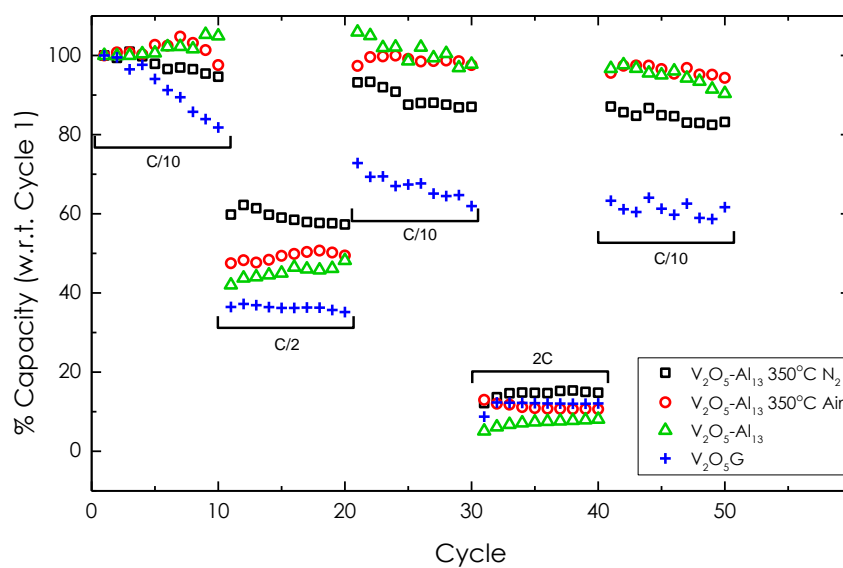 % Capacity (w.r.t. Cycle 1)
100
80
60
40
20
0
C/10
C/2
C/10
2C
C/10
V₂O₅-Al₁₃ 350°C N₂
V₂O₅-Al₁₃ 350°C Air
V₂O₅-Al₁₃
V₂O₅G
0 10 20 30 40 50 60
Cycle